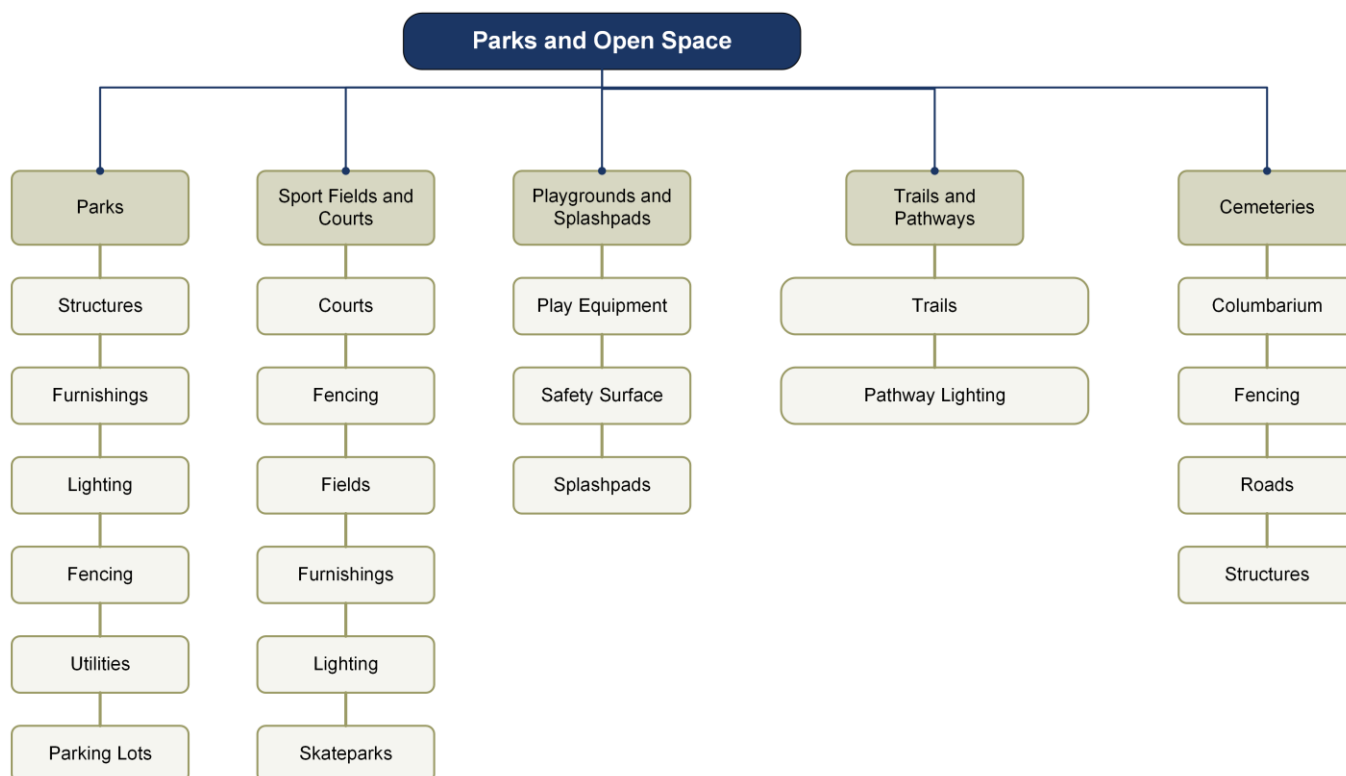 Parks and Open Space
Parks
Structures
Furnishings
Lighting
Fencing
Utilities
Parking Lots
Sport Fields and
Courts
Courts
Fencing
Fields
Furnishings
Lighting
Skateparks
Playgrounds and
Splashpads
Play Equipment
Safety Surface
Splashpads
Trails and
Pathways
Trails
Pathway Lighting
Cemeteries
Columbarium
Fencing
Roads
Structures